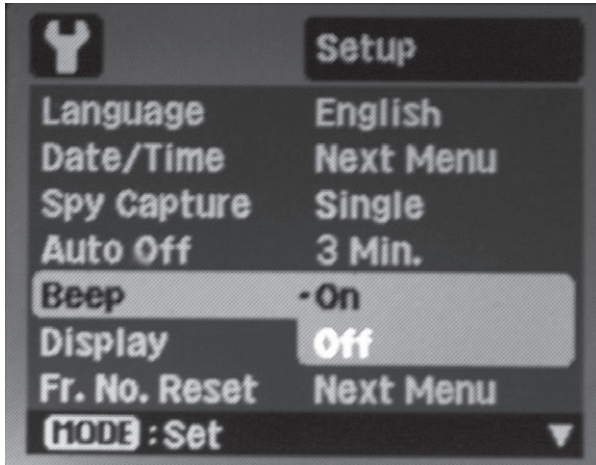 Setup
Language English
Date/Time Next Menu
Spy Capture Single
Auto Off 3 Min.
Beep ·On
Display Off
Fr. No. Reset Next Menu
MODE :Set